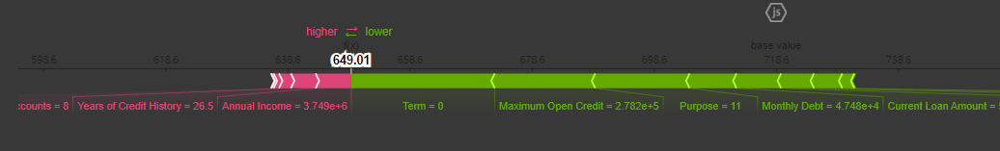 js
higher ⇄ lower
f(x) base value
598.6 618.6 638.6 649.01 658.6 678.6 698.6 718.6 738.6
counts = 8 Years of Credit History = 26.5 Annual Income = 3.749e+6 Term = 0 Maximum Open Credit = 2.782e+5 Purpose = 11 Monthly Debt = 4.748e+4 Current Loan Amount =